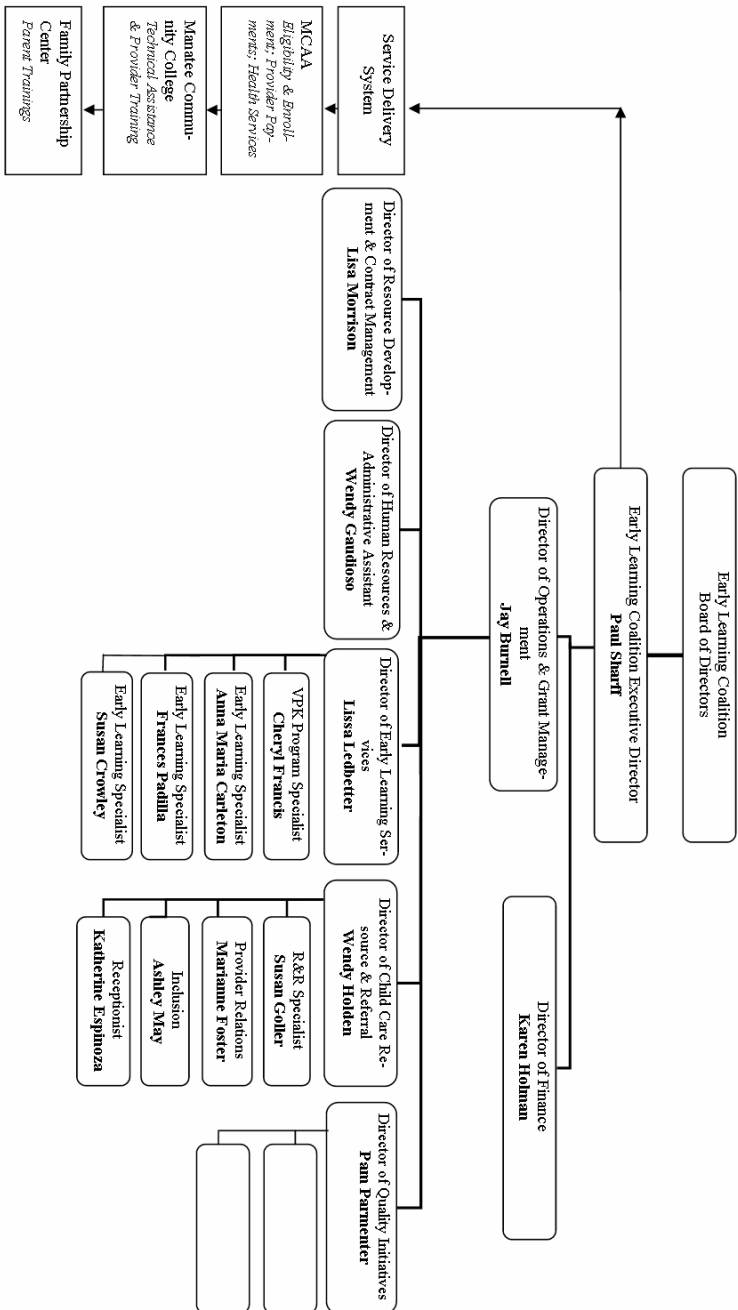 Early Learning Coalition
Board of Directors
Early Learning Coalition Executive Director
Paul Sharff
Director of Operations & Grant Manage-
ment
Jay Burnell
Director of Finance
Karen Holman
Service Delivery
System
MCAA
Eligibility & Enroll-
ment; Provider Pay-
ments; Health Services
Manatee Commu-
nity College
Technical Assistance
& Provider Training
Family Partnership
Center
Parent Trainings
Director of Resource Develop-
ment & Contract Management
Lisa Morrison
Director of Human Resources &
Administrative Assistant
Wendy Gaudioso
Director of Early Learning Ser-
vices
Lissa Ledbetter
VPK Program Specialist
Cheryl Francis
Early Learning Specialist
Anna Maria Carleton
Early Learning Specialist
Frances Padilla
Early Learning Specialist
Susan Crowley
Director of Child Care Re-
source & Referral
Wendy Holden
R&R Specialist
Susan Goller
Provider Relations
Marianne Foster
Inclusion
Ashley May
Receptionist
Katherine Espinoza
Director of Quality Initiatives
Pam Parmenter